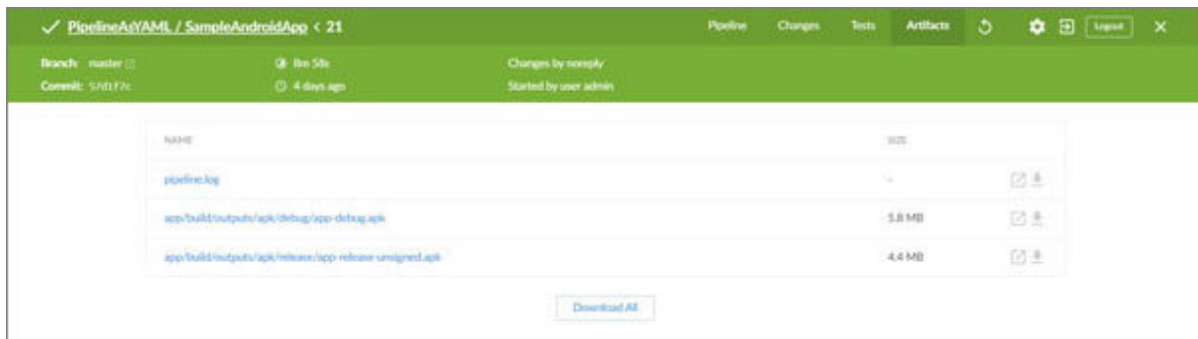 PipelineAsYAML / SampleAndroidApp < 21
Pipeline Changes Tests Artifacts Logout
Branch: master 8m 58s Changes by noreply
Commit: 4 days ago Started by user admin
NAME SIZE
pipeline.log -
app/build/outputs/apk/debug/app-debug.apk 5.8 MB
app/build/outputs/apk/release/app-release-unsigned.apk 4.4 MB
Download All